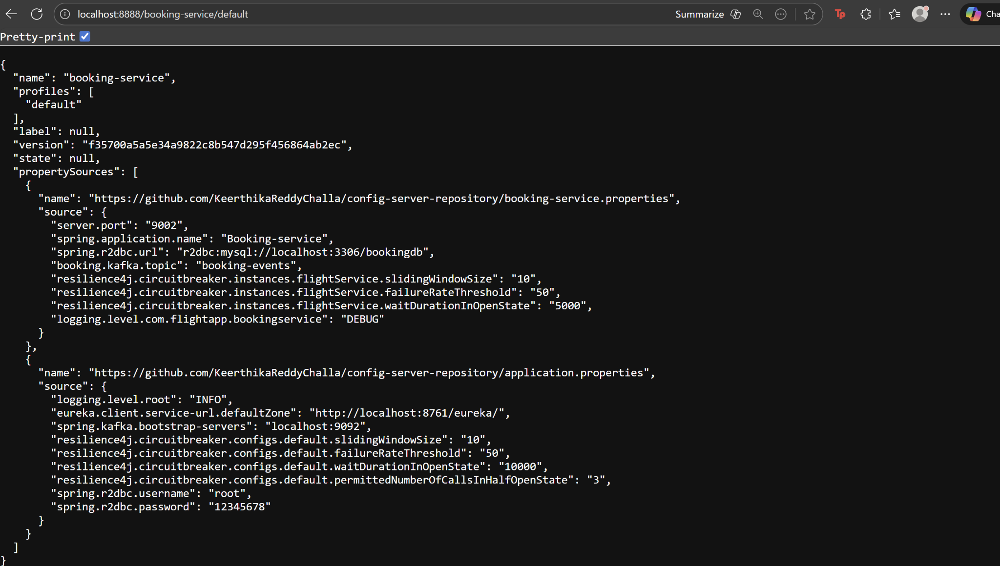 localhost:8888/booking-service/default Summarize Tp Cha
Pretty-print
{
"name": "booking-service",
"profiles": [
"default"
],
"label": null,
"version": "f35700a5a5e34a9822c8b547d295f456864ab2ec",
"state": null,
"propertySources": [
{
"name": "https://github.com/KeerthikaReddyChalla/config-server-repository/booking-service.properties",
"source": {
"server.port": "9002",
"spring.application.name": "Booking-service",
"spring.r2dbc.url": "r2dbc:mysql://localhost:3306/bookingdb",
"booking.kafka.topic": "booking-events",
"resilience4j.circuitbreaker.instances.flightService.slidingWindowSize": "10",
"resilience4j.circuitbreaker.instances.flightService.failureRateThreshold": "50",
"resilience4j.circuitbreaker.instances.flightService.waitDurationInOpenState": "5000",
"logging.level.com.flightapp.bookingservice": "DEBUG"
}
},
{
"name": "https://github.com/KeerthikaReddyChalla/config-server-repository/application.properties",
"source": {
"logging.level.root": "INFO",
"eureka.client.service-url.defaultZone": "http://localhost:8761/eureka/",
"spring.kafka.bootstrap-servers": "localhost:9092",
"resilience4j.circuitbreaker.configs.default.slidingWindowSize": "10",
"resilience4j.circuitbreaker.configs.default.failureRateThreshold": "50",
"resilience4j.circuitbreaker.configs.default.waitDurationInOpenState": "10000",
"resilience4j.circuitbreaker.configs.default.permittedNumberOfCallsInHalfOpenState": "3",
"spring.r2dbc.username": "root",
"spring.r2dbc.password": "12345678"
}
}
]
}